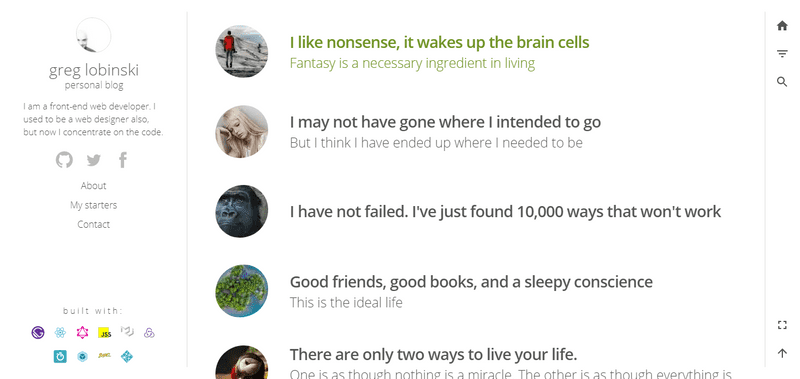 greg lobinski
personal blog
I am a front-end web developer. I
used to be a web designer also,
but now I concentrate on the code.
About
My starters
Contact
built with:
JSS
I like nonsense, it wakes up the brain cells
Fantasy is a necessary ingredient in living
I may not have gone where I intended to go
But I think I have ended up where I needed to be
I have not failed. I've just found 10,000 ways that won't work
Good friends, good books, and a sleepy conscience
This is the ideal life
There are only two ways to live your life.
One is as though nothing is a miracle. The other is as though everything is